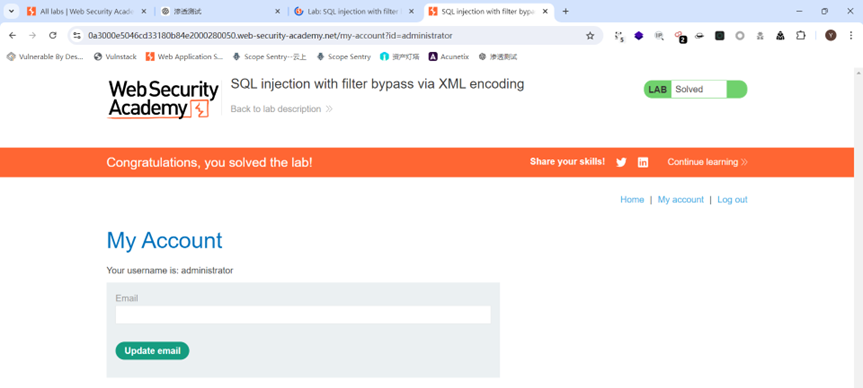 All labs | Web Security Acade
渗透测试
Lab: SQL injection with filter
SQL injection with filter bypa
0a3000e5046cd33180b84e2000280050.web-security-academy.net/my-account?id=administrator
Vulnerable By Des...
Vulnstack
Web Application S...
Scope Sentry--云上
Scope Sentry
资产灯塔
Acunetix
渗透测试
WebSecurity
Academy
SQL injection with filter bypass via XML encoding
Back to lab description
LAB Solved
Congratulations, you solved the lab!
Share your skills!
Continue learning
Home | My account | Log out
My Account
Your username is: administrator
Email
Update email